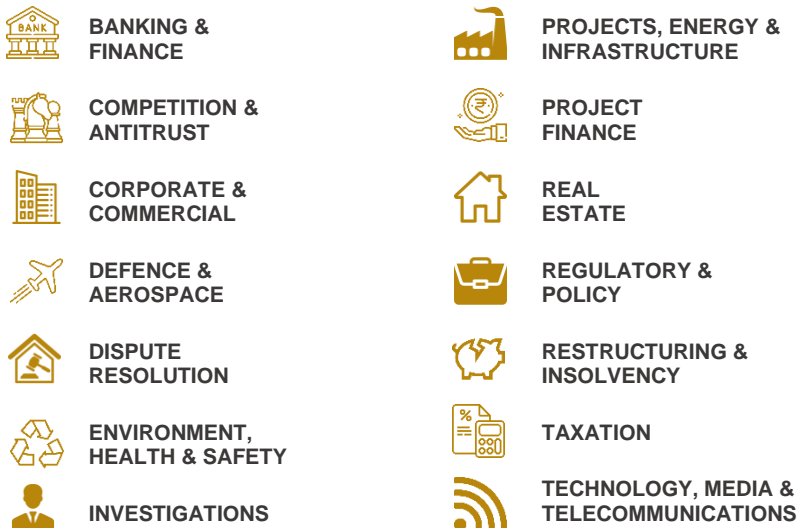 BANK
BANKING &
FINANCE
COMPETITION &
ANTITRUST
CORPORATE &
COMMERCIAL
DEFENCE &
AEROSPACE
DISPUTE
RESOLUTION
ENVIRONMENT,
HEALTH & SAFETY
INVESTIGATIONS
PROJECTS, ENERGY &
INFRASTRUCTURE
₹
PROJECT
FINANCE
REAL
ESTATE
REGULATORY &
POLICY
RESTRUCTURING &
INSOLVENCY
%
TAXATION
TECHNOLOGY, MEDIA &
TELECOMMUNICATIONS